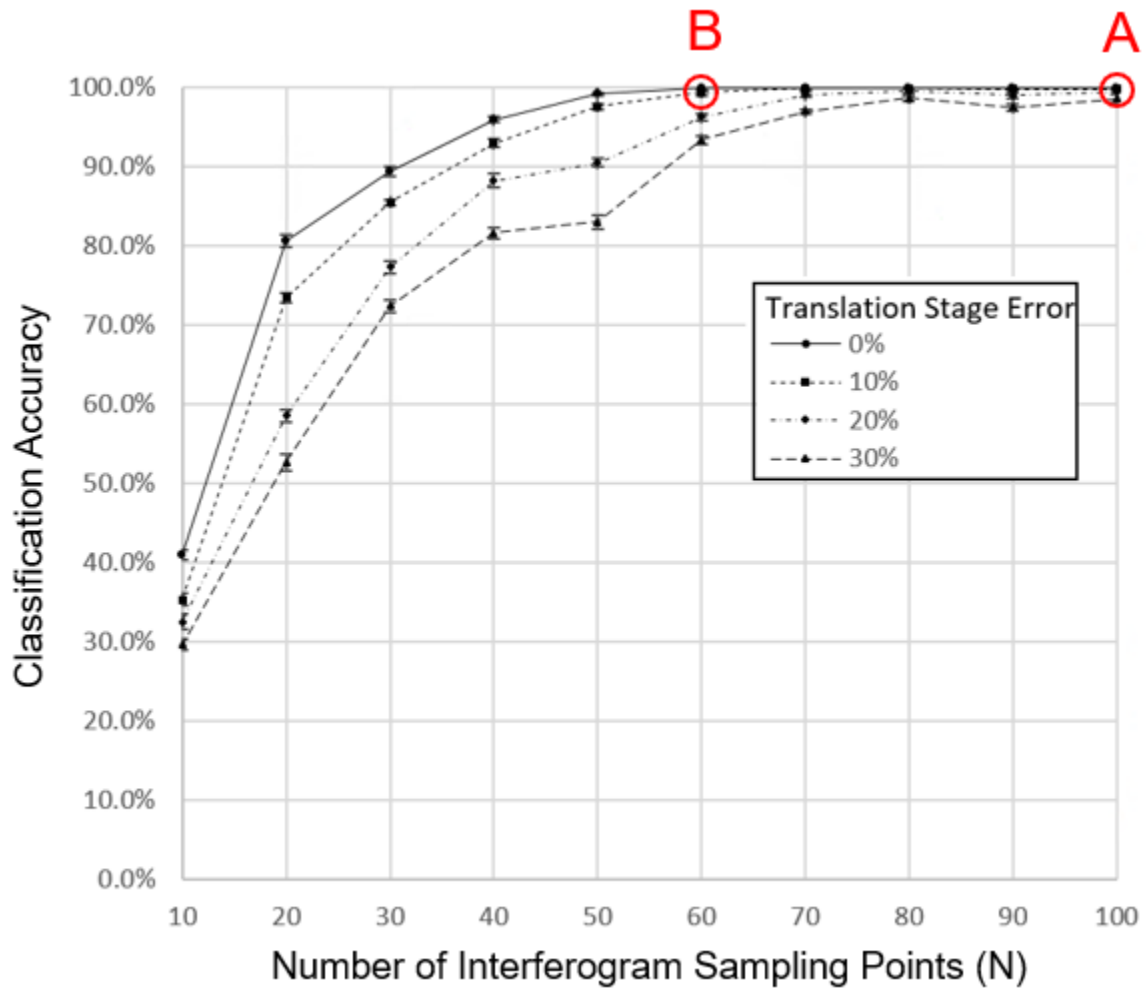 B
A
100.0%
90.0%
80.0%
70.0%
60.0%
50.0%
40.0%
30.0%
20.0%
10.0%
0.0%
Classification Accuracy
Translation Stage Error
0%
10%
20%
30%
10 20 30 40 50 60 70 80 90 100
Number of Interferogram Sampling Points (N)